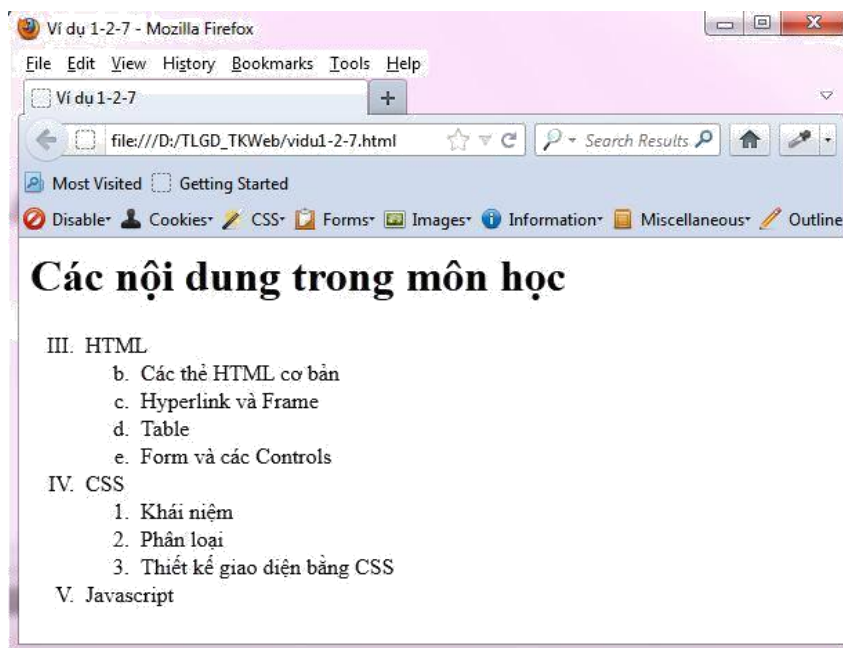 Ví dụ 1-2-7 - Mozilla Firefox
File Edit View History Bookmarks Tools Help
Ví dụ 1-2-7
file:///D:/TLGD_TKWeb/vidu1-2-7.html Search Results
Most Visited Getting Started
Disable Cookies CSS Forms Images Information Miscellaneous Outline
Các nội dung trong môn học
III. HTML
b. Các thẻ HTML cơ bản
c. Hyperlink và Frame
d. Table
e. Form và các Controls
IV. CSS
1. Khái niệm
2. Phân loại
3. Thiết kế giao diện bằng CSS
V. Javascript